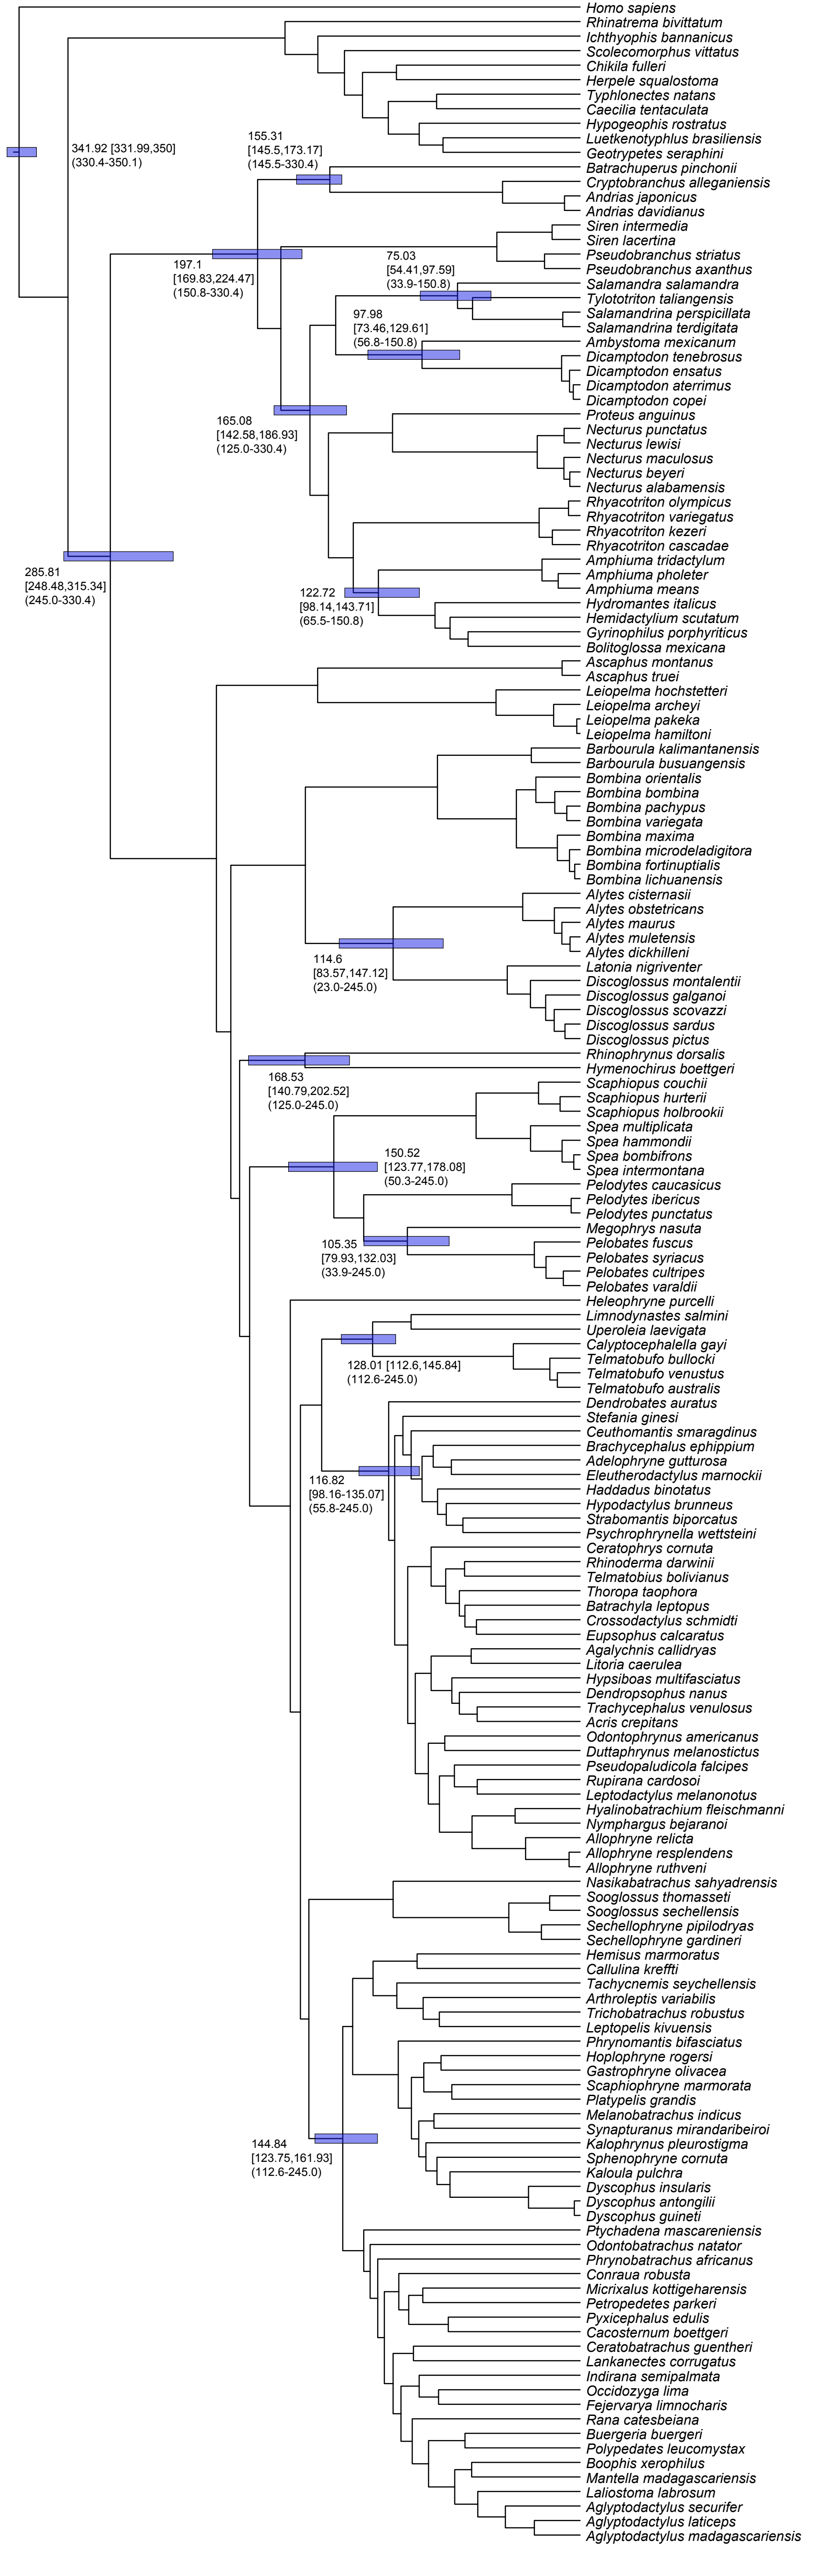 Homo sapiens
Rhinatrema bivittatum
Ichthyophis bannanicus
Scolecomorphus vittatus
Chikila fulleri
Herpele squalostoma
Typhlonectes natans
Caecilia tentaculata
Hypogeophis rostratus
Luetkenotyphlus brasiliensis
Geotrypetes seraphini
341.92 [331.99,350]
(330.4-350.1)
155.31
[145.5,173.17]
(145.5-330.4)
Batrachuperus pinchonii
Cryptobranchus alleganiensis
Andrias japonicus
Andrias davidianus
Siren intermedia
Siren lacertina
Pseudobranchus striatus
Pseudobranchus axanthus
197.1
[169.83,224.47]
(150.8-330.4)
75.03
[54.41,97.59]
(33.9-150.8)
Salamandra salamandra
Tylototriton taliangensis
Salamandrina perspicillata
Salamandrina terdigitata
97.98
[73.46,129.61]
(56.8-150.8)
Ambystoma mexicanum
Dicamptodon tenebrosus
Dicamptodon ensatus
Dicamptodon aterrimus
Dicamptodon copei
165.08
[142.58,186.93]
(125.0-330.4)
Proteus anguinus
Necturus punctatus
Necturus lewisi
Necturus maculosus
Necturus beyeri
Necturus alabamensis
Rhyacotriton olympicus
Rhyacotriton variegatus
Rhyacotriton kezeri
Rhyacotriton cascadae
Amphiuma tridactylum
Amphiuma pholeter
Amphiuma means
285.81
[248.48,315.34]
(245.0-330.4)
122.72
[98.14,143.71]
(65.5-150.8)
Hydromantes italicus
Hemidactylium scutatum
Gyrinophilus porphyriticus
Bolitoglossa mexicana
Ascaphus montanus
Ascaphus truei
Leiopelma hochstetteri
Leiopelma archeyi
Leiopelma pakeka
Leiopelma hamiltoni
Barbourula kalimantanensis
Barbourula busuangensis
Bombina orientalis
Bombina bombina
Bombina pachypus
Bombina variegata
Bombina maxima
Bombina microdeladigitora
Bombina fortinuptialis
Bombina lichuanensis
Alytes cisternasii
Alytes obstetricans
Alytes maurus
Alytes muletensis
Alytes dickhilleni
114.6
[83.57,147.12]
(23.0-245.0)
Latonia nigriventer
Discoglossus montalentii
Discoglossus galganoi
Discoglossus scovazzi
Discoglossus sardus
Discoglossus pictus
Rhinophrynus dorsalis
Hymenochirus boettgeri
168.53
[140.79,202.52]
(125.0-245.0)
Scaphiopus couchii
Scaphiopus hurterii
Scaphiopus holbrookii
Spea multiplicata
Spea hammondii
Spea bombifrons
Spea intermontana
150.52
[123.77,178.08]
(50.3-245.0)
Pelodytes caucasicus
Pelodytes ibericus
Pelodytes punctatus
Megophrys nasuta
Pelobates fuscus
Pelobates syriacus
Pelobates cultripes
Pelobates varaldii
105.35
[79.93,132.03]
(33.9-245.0)
Heleophryne purcelli
Limnodynastes salmini
Uperoleia laevigata
Calyptocephalella gayi
Telmatobufo bullocki
Telmatobufo venustus
Telmatobufo australis
128.01 [112.6,145.84]
(112.6-245.0)
Dendrobates auratus
Stefania ginesi
Ceuthomantis smaragdinus
Brachycephalus ephippium
Adelophryne gutturosa
Eleutherodactylus marnockii
116.82
[98.16-135.07]
(55.8-245.0)
Haddadus binotatus
Hypodactylus brunneus
Strabomantis biporcatus
Psychrophrynella wettsteini
Ceratophrys cornuta
Rhinoderma darwinii
Telmatobius bolivianus
Thoropa taophora
Batrachyla leptopus
Crossodactylus schmidti
Eupsophus calcaratus
Agalychnis callidryas
Litoria caerulea
Hypsiboas multifasciatus
Dendropsophus nanus
Trachycephalus venulosus
Acris crepitans
Odontophrynus americanus
Duttaphrynus melanostictus
Pseudopaludicola falcipes
Rupirana cardosoi
Leptodactylus melanonotus
Hyalinobatrachium fleischmanni
Nymphargus bejaranoi
Allophryne relicta
Allophryne resplendens
Allophryne ruthveni
Nasikabatrachus sahyadrensis
Sooglossus thomasseti
Sooglossus sechellensis
Sechellophryne pipilodryas
Sechellophryne gardineri
Hemisus marmoratus
Callulina kreffti
Tachycnemis seychellensis
Arthroleptis variabilis
Trichobatrachus robustus
Leptopelis kivuensis
Phrynomantis bifasciatus
Hoplophryne rogersi
Gastrophryne olivacea
Scaphiophryne marmorata
Platypelis grandis
Melanobatrachus indicus
Synapturanus mirandaribeiroi
Kalophrynus pleurostigma
Sphenophryne cornuta
Kaloula pulchra
Dyscophus insularis
Dyscophus antongilii
Dyscophus guineti
144.84
[123.75,161.93]
(112.6-245.0)
Ptychadena mascareniensis
Odontobatrachus natator
Phrynobatrachus africanus
Conraua robusta
Micrixalus kottigeharensis
Petropedetes parkeri
Pyxicephalus edulis
Cacosternum boettgeri
Ceratobatrachus guentheri
Lankanectes corrugatus
Indirana semipalmata
Occidozyga lima
Fejervarya limnocharis
Rana catesbeiana
Buergeria buergeri
Polypedates leucomystax
Boophis xerophilus
Mantella madagascariensis
Laliostoma labrosum
Aglyptodactylus securifer
Aglyptodactylus laticeps
Aglyptodactylus madagascariensis